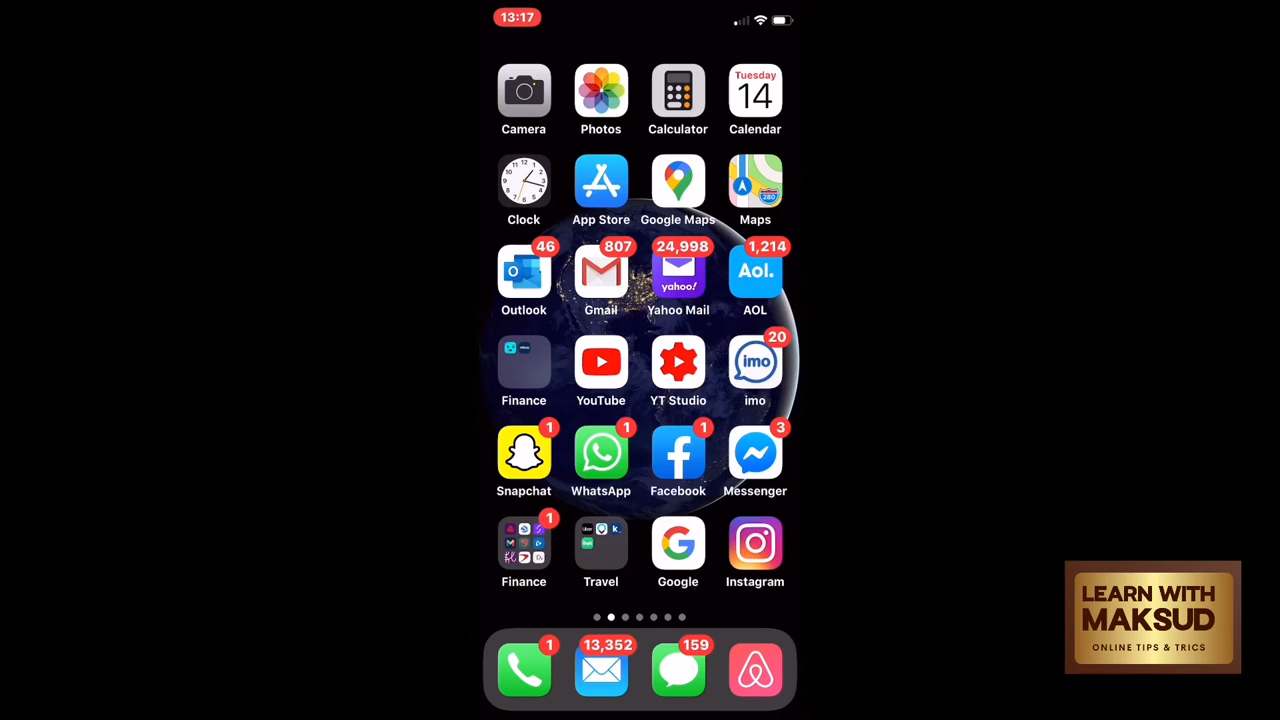 13:17
Tuesday
14
Camera
Photos
Calculator
Calendar
12
280
Clock
App Store
Google Maps
Maps
46
807
24,998
1,214
O
yahoo!
Aol.
Outlook
Gmail
Yahoo Mail
AOL
20
imo
Finance
YouTube
YT Studio
imo
1
1
1
3
Snapchat
WhatsApp
Facebook
Messenger
1
Uber
Finance
Travel
Google
Instagram
1
13,352
159
LEARN WITH
MAKSUD
ONLINE TIPS & TRICS